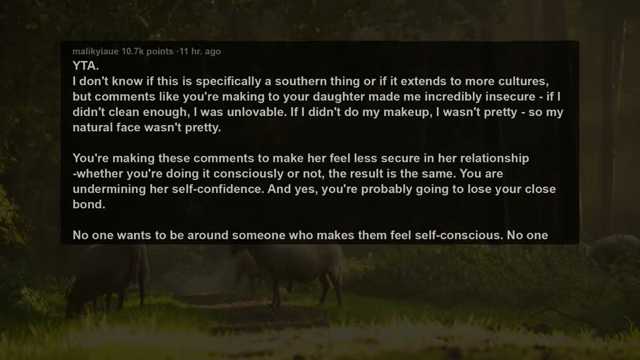 malikyiaue 10.7k points ·11 hr. ago
YTA.
I don't know if this is specifically a southern thing or if it extends to more cultures,
but comments like you're making to your daughter made me incredibly insecure - if I
didn't clean enough, I was unlovable. If I didn't do my makeup, I wasn't pretty - so my
natural face wasn't pretty.
You're making these comments to make her feel less secure in her relationship
-whether you're doing it consciously or not, the result is the same. You are
undermining her self-confidence. And yes, you're probably going to lose your close
bond.
No one wants to be around someone who makes them feel self-conscious. No one